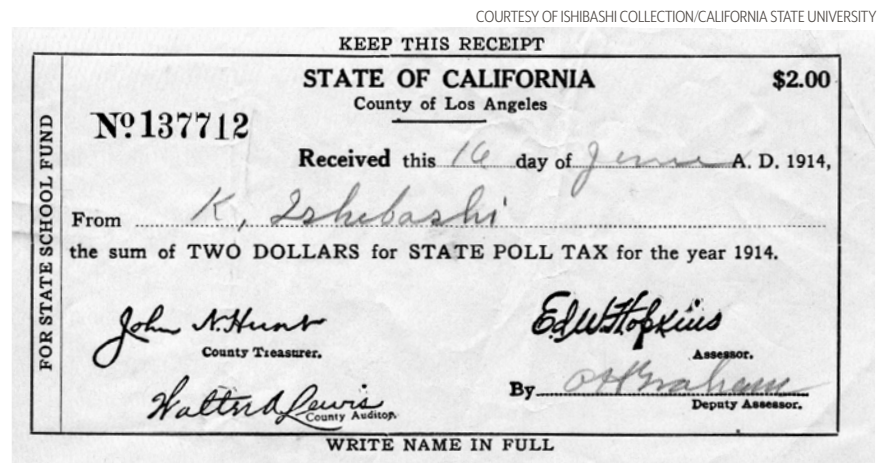 COURTESY OF ISHIBASHI COLLECTION/CALIFORNIA STATE UNIVERSITY
KEEP THIS RECEIPT
STATE OF CALIFORNIA $2.00
County of Los Angeles
No 137712
Received this 16 day of June A. D. 1914,
From K, Ishibashi
the sum of TWO DOLLARS for STATE POLL TAX for the year 1914.
John N. Hunt
County Treasurer.
Ed W Hopkins
Assessor.
Walter A Lewis
County Auditor.
By Graham
Deputy Assessor.
WRITE NAME IN FULL
FOR STATE SCHOOL FUND